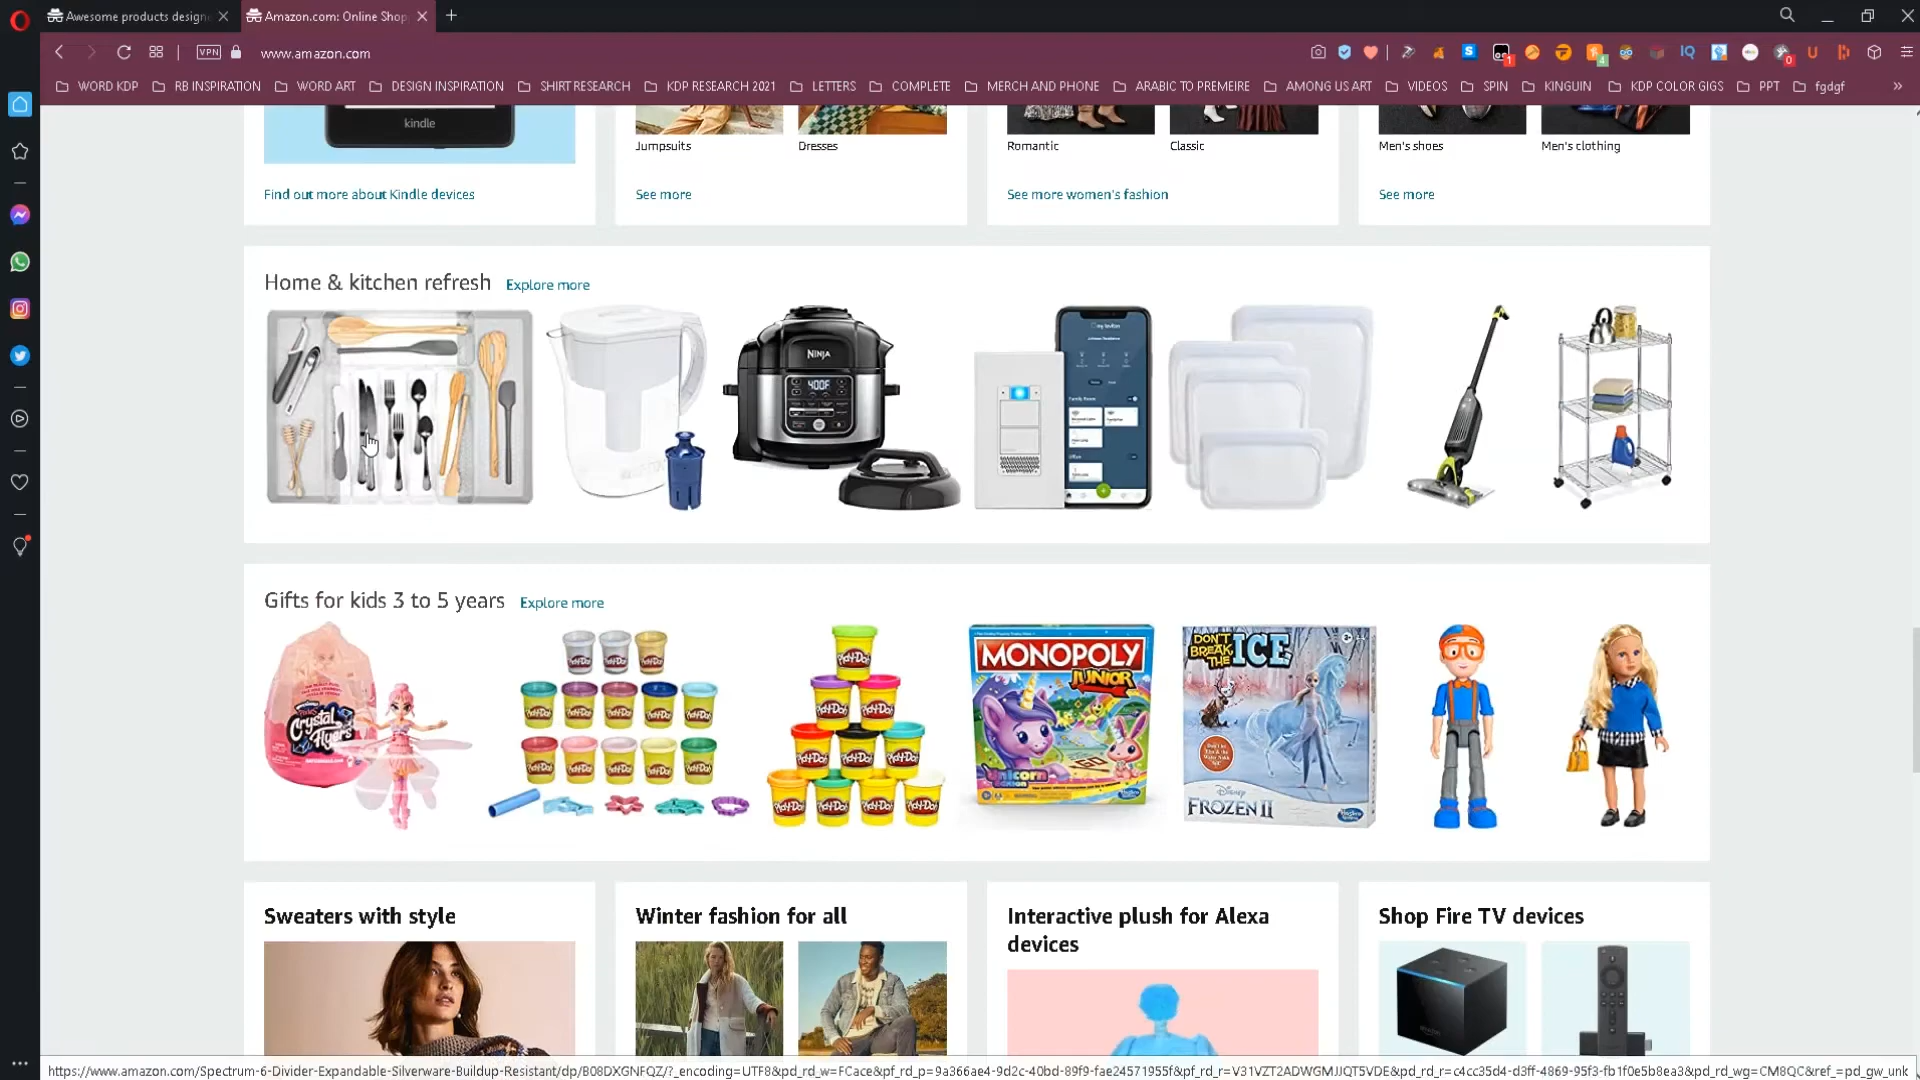 Awesome products design
Amazon.com: Online Shop
VPN
www.amazon.com
WORD KDP
RB INSPIRATION
WORD ART
DESIGN INSPIRATION
SHIRT RESEARCH
KDP RESEARCH 2021
LETTERS
COMPLETE
MERCH AND PHONE
ARABIC TO PREMEIRE
AMONG US ART
VIDEOS
SPIN
KINGUIN
KDP COLOR GIGS
PPT
fgdgf
kindle
Jumpsuits
Dresses
Romantic
Classic
Men's shoes
Men's clothing
Find out more about Kindle devices
See more
See more women's fashion
See more
Home & kitchen refresh Explore more
NINJA
400F
Gifts for kids 3 to 5 years Explore more
Crystal
Flyers
Play-Doh
MONOPOLY
JUNIOR
unicorn
DON'T
BREAK
THE ICE
Disney
FROZEN II
Sweaters with style
Winter fashion for all
Interactive plush for Alexa
devices
Shop Fire TV devices
https://www.amazon.com/Spectrum-6-Divider-Expandable-Silverware-Buildup-Resistant/dp/B08DXGNFQZ/?_encoding=UTF8&pd_rd_w=FCace&pf_rd_p=9a366ae4-9d2c-40bd-89f9-fae24571955f&pf_rd_r=V31VZT2ADWGMJJQT5VDE&pd_rd_r=c4cc35d4-d3ff-4869-95f3-fb1f0e5b8ea3&pd_rd_wg=CM8QC&ref_=pd_gw_unk